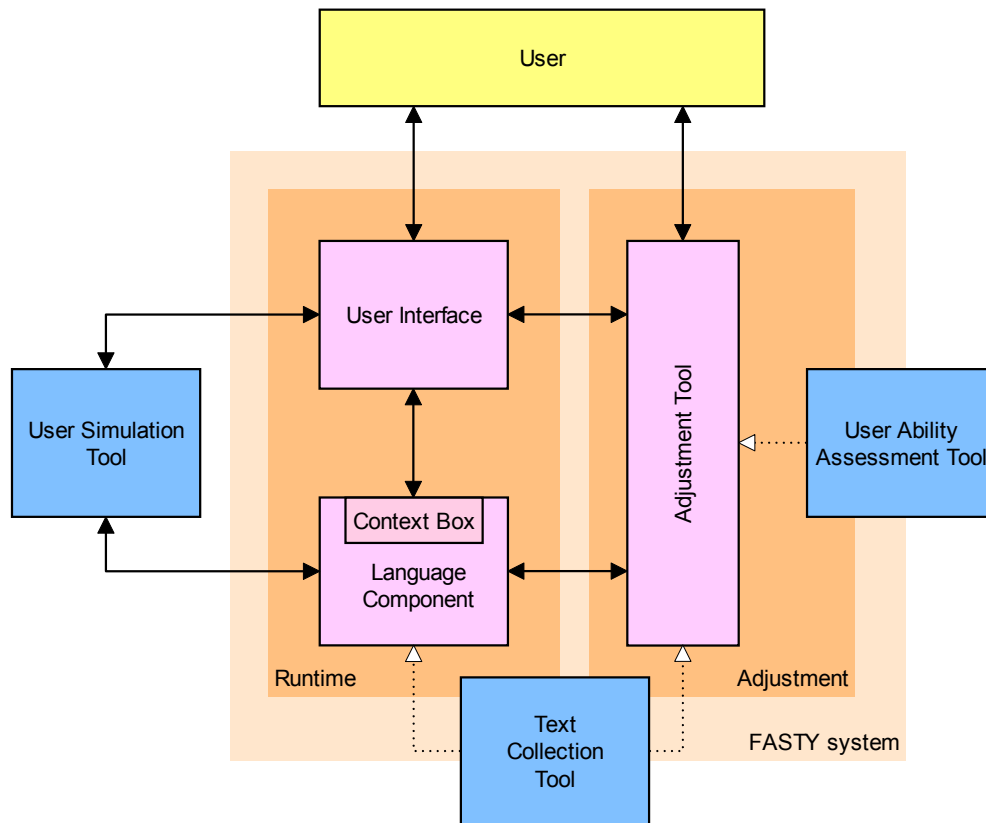 User
User Interface
User Simulation
Tool
Adjustment Tool
User Ability
Assessment Tool
Context Box
Language
Component
Runtime
Adjustment
Text
Collection
Tool
FASTY system